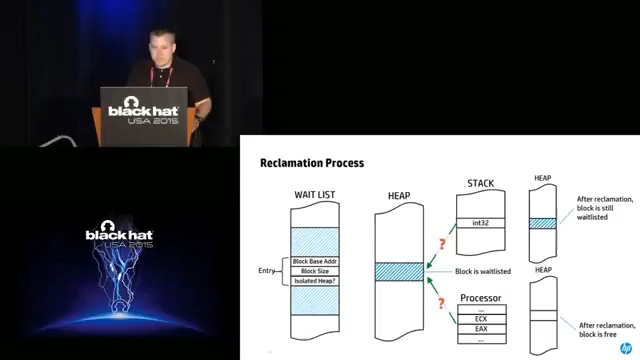 black hat
USA 2015
black hat
USA 2015
Reclamation Process
WAIT LIST
HEAP
STACK
HEAP
int32
After reclamation,
block is still
waitlisted
?
Entry
Block Base Addr
Block Size
Isolated Heap?
Block is waitlisted
HEAP
?
Processor
...
ECX
EAX
...
After reclamation,
block is free
hp